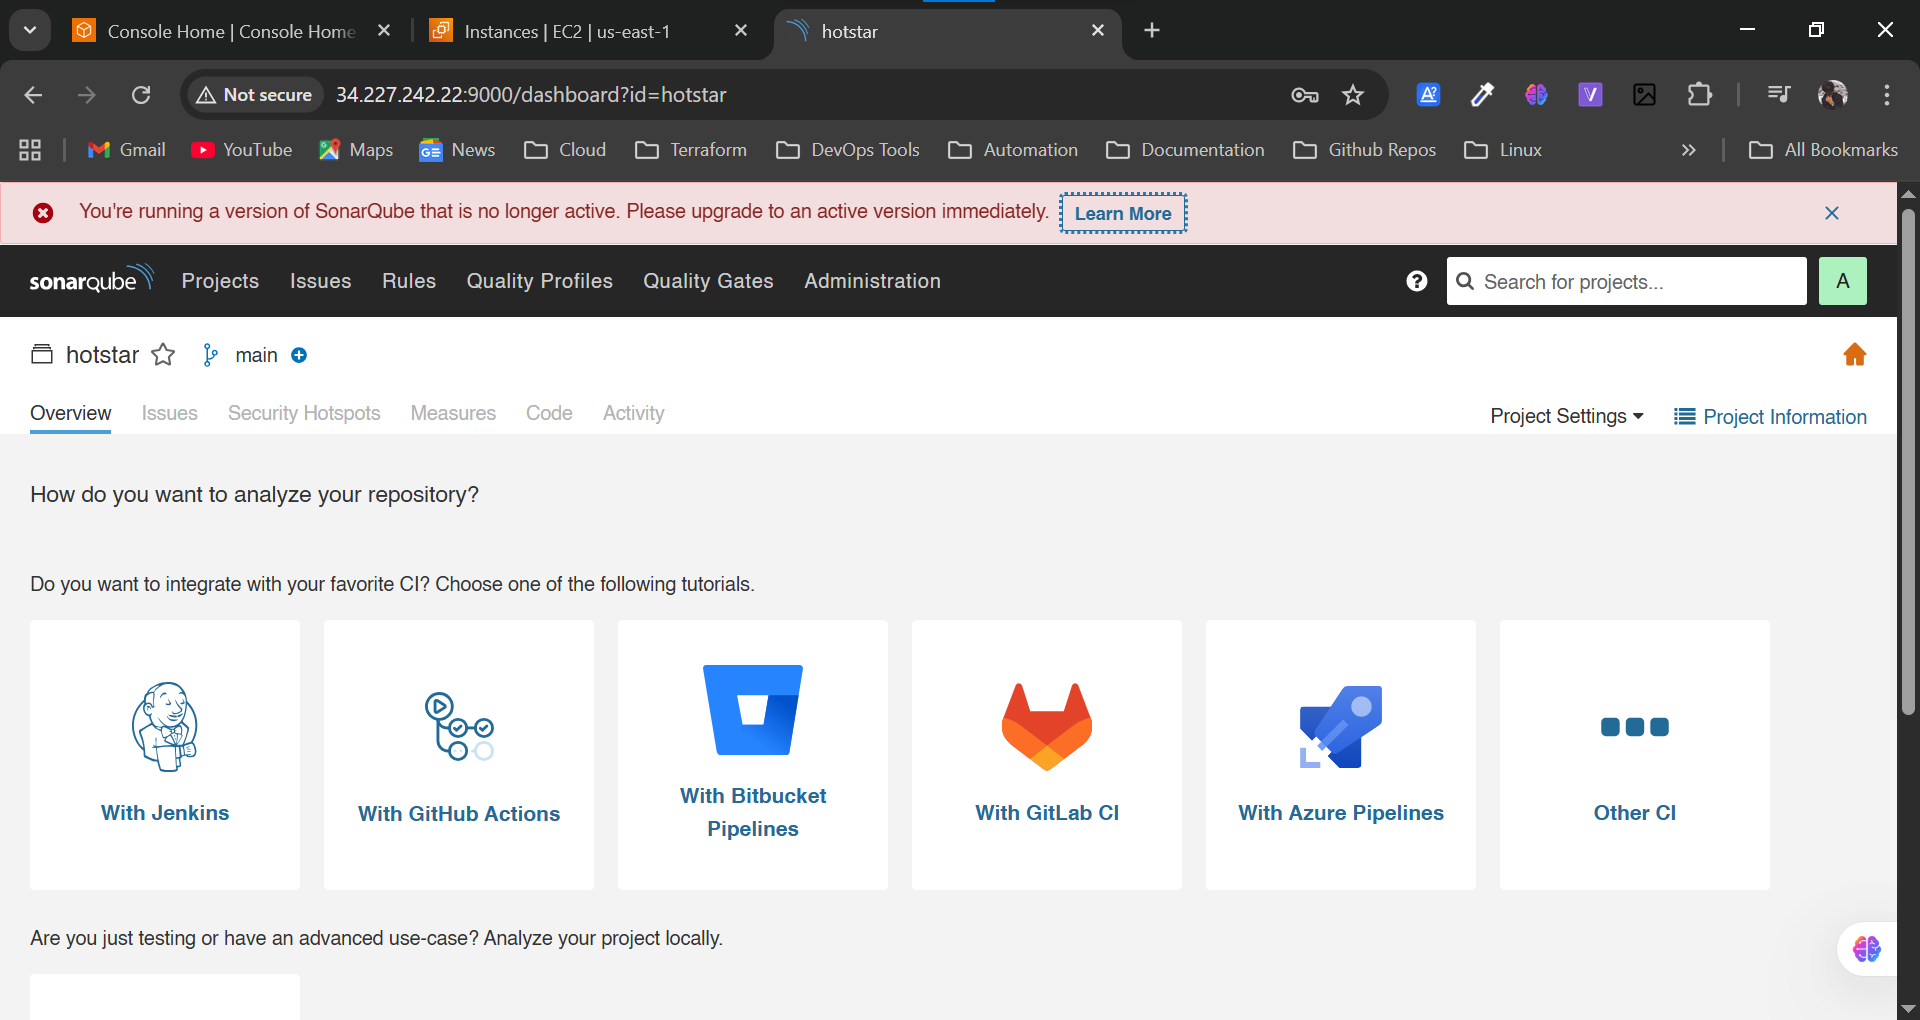 Console Home | Console Home
Instances | EC2 | us-east-1
hotstar
Not secure
34.227.242.22:9000/dashboard?id=hotstar
Gmail
YouTube
Maps
News
Cloud
Terraform
DevOps Tools
Automation
Documentation
Github Repos
Linux
All Bookmarks
You're running a version of SonarQube that is no longer active. Please upgrade to an active version immediately.
Learn More
sonarqube
Projects
Issues
Rules
Quality Profiles
Quality Gates
Administration
Search for projects...
A
hotstar
main
Overview
Issues
Security Hotspots
Measures
Code
Activity
Project Settings
Project Information
How do you want to analyze your repository?
Do you want to integrate with your favorite CI? Choose one of the following tutorials.
With Jenkins
With GitHub Actions
With Bitbucket
Pipelines
With GitLab CI
With Azure Pipelines
Other CI
Are you just testing or have an advanced use-case? Analyze your project locally.